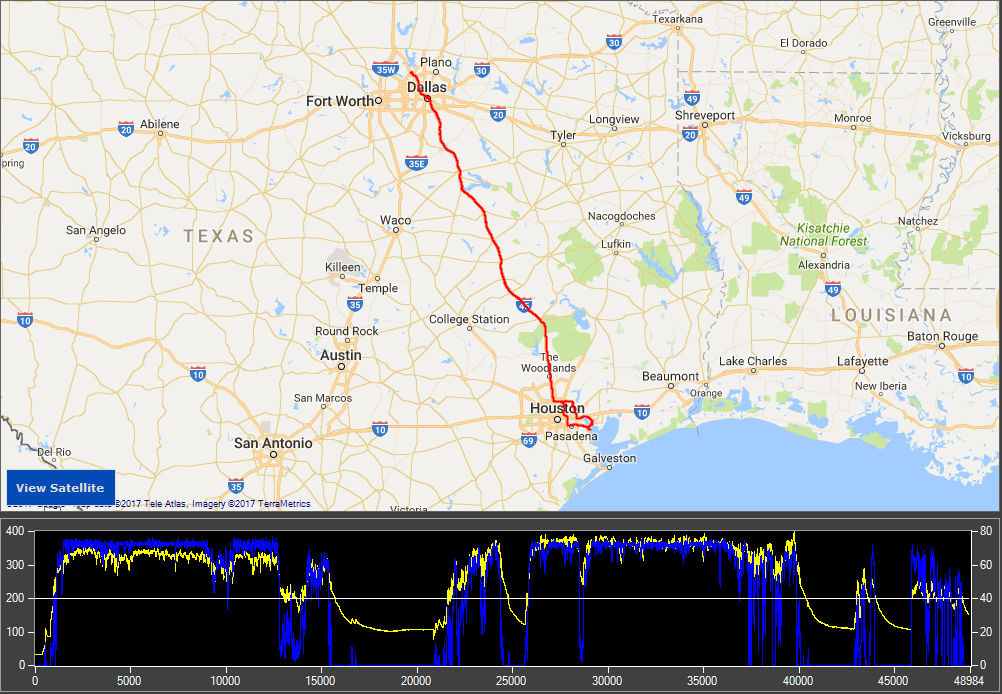 Texarkana
Greenville
30
El Dorado
35W
Plano
30
Dallas
Fort Worth
49
Longview
Shreveport
Monroe
20
Abilene
20
20
Tyler
20
Vicksburg
pring
35E
49
Nacogdoches
Natchez
San Angelo
TEXAS
Waco
Lufkin
Kisatchie
National Forest
Alexandria
Killeen
Temple
35
45
49
10
College Station
LOUISIANA
Round Rock
Baton Rouge
Austin
The
Woodlands
Lake Charles
Lafayette
10
Beaumont
10
Orange
New Iberia
San Marcos
Houston
10
10
69
Pasadena
San Antonio
Del Rio
Galveston
35
View Satellite
©2017 Tele Atlas, Imagery ©2017 TerraMetrics
Victoria
400
80
300
60
200
40
100
20
0
0
0 5000 10000 15000 20000 25000 30000 35000 40000 45000 48984